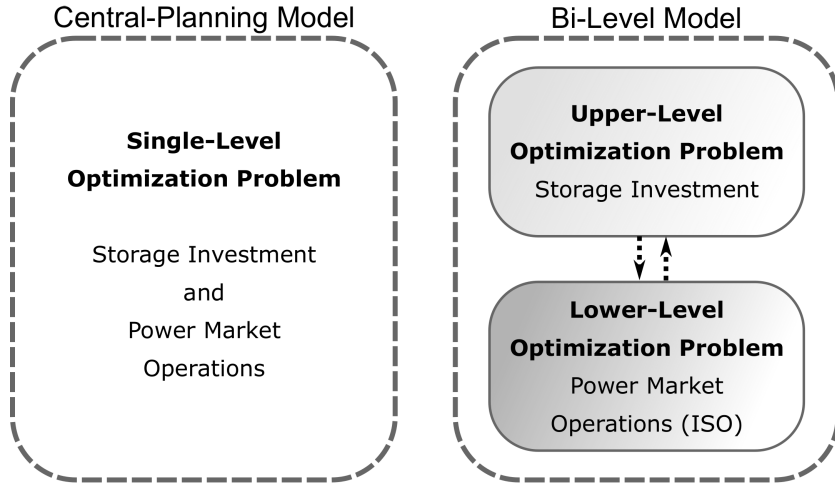 Central-Planning Model
Single-Level
Optimization Problem
Storage Investment
and
Power Market
Operations
Bi-Level Model
Upper-Level
Optimization Problem
Storage Investment
Lower-Level
Optimization Problem
Power Market
Operations (ISO)